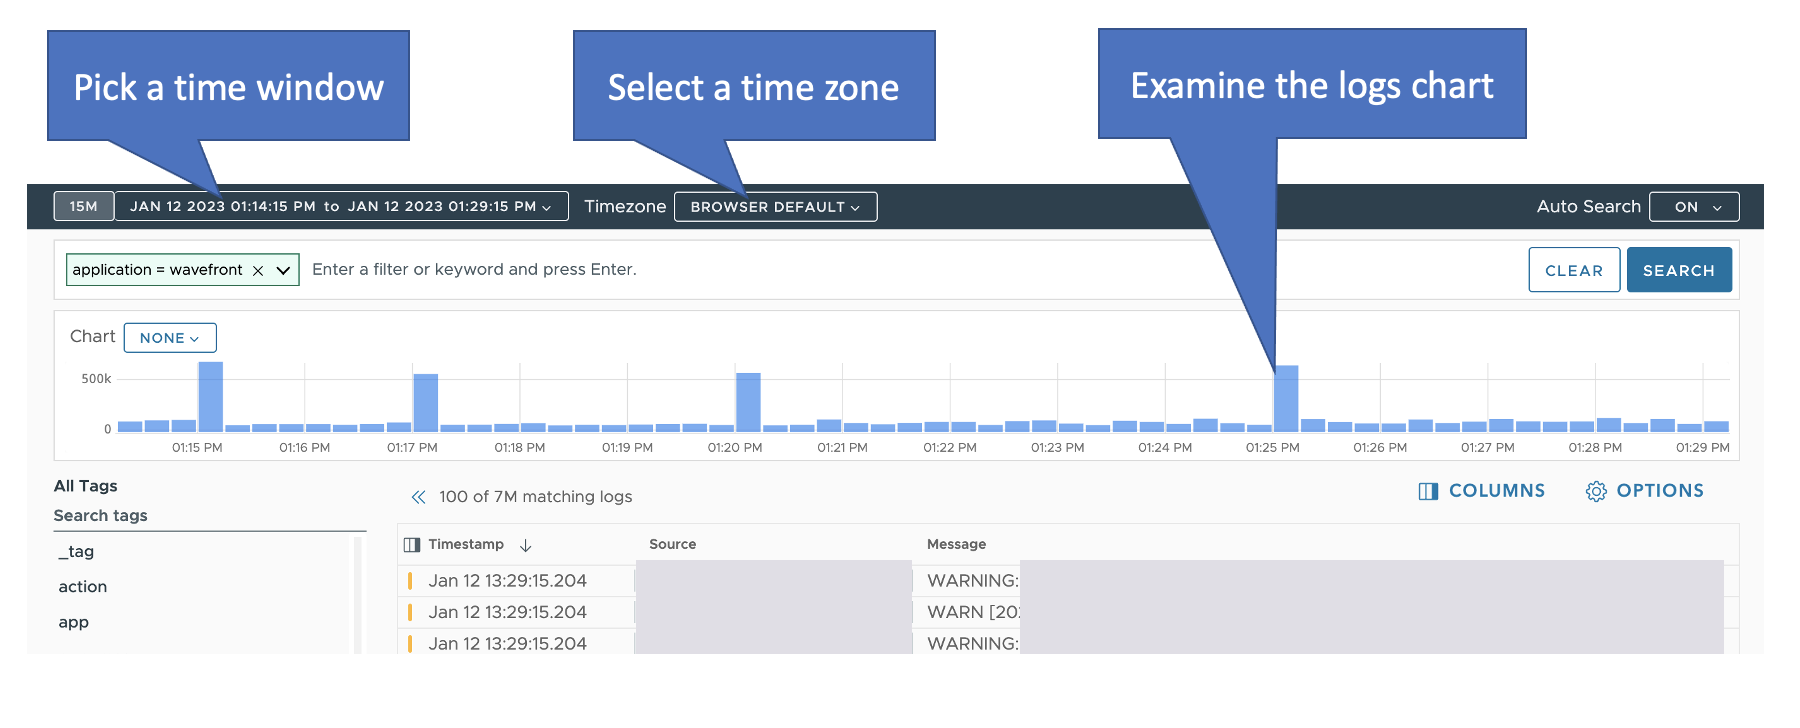 Pick a time window
Select a time zone
Examine the logs chart
15M JAN 12 2023 01:14:15 PM to JAN 12 2023 01:29:15 PM Timezone BROWSER DEFAULT Auto Search ON
application = wavefront Enter a filter or keyword and press Enter. CLEAR SEARCH
Chart NONE
500k
0
01:15 PM 01:16 PM 01:17 PM 01:18 PM 01:19 PM 01:20 PM 01:21 PM 01:22 PM 01:23 PM 01:24 PM 01:25 PM 01:26 PM 01:27 PM 01:28 PM 01:29 PM
All Tags
Search tags
_tag
action
app
100 of 7M matching logs COLUMNS OPTIONS
Timestamp Source Message
Jan 12 13:29:15.204 WARNING:
Jan 12 13:29:15.204 WARN [202
Jan 12 13:29:15.204 WARNING: